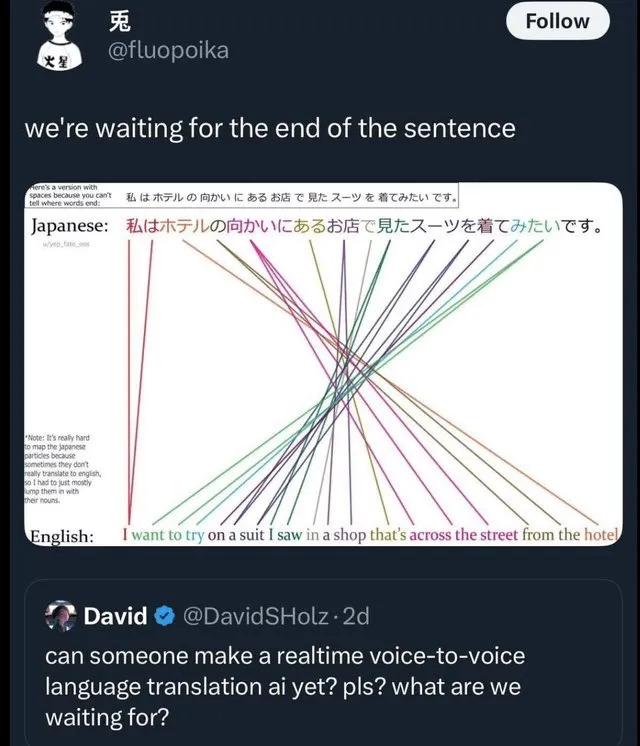 兎
Follow
@fluopoika
we're waiting for the end of the sentence
Here's a version with
spaces because you can't
tell where words end:
私 は ホテル の 向かい に ある お店 で 見た スーツ を 着てみたい です。
Japanese: 私はホテルの向かいにあるお店で見たスーツを着てみたいです。
u/yep_fate_eos
*Note: It's really hard
to map the japanese
particles because
sometimes they don't
really translate to english,
so I had to just mostly
lump them in with
their nouns.
English: I want to try on a suit I saw in a shop that's across the street from the hotel
火星
David @DavidSHolz · 2d
can someone make a realtime voice-to-voice
language translation ai yet? pls? what are we
waiting for?